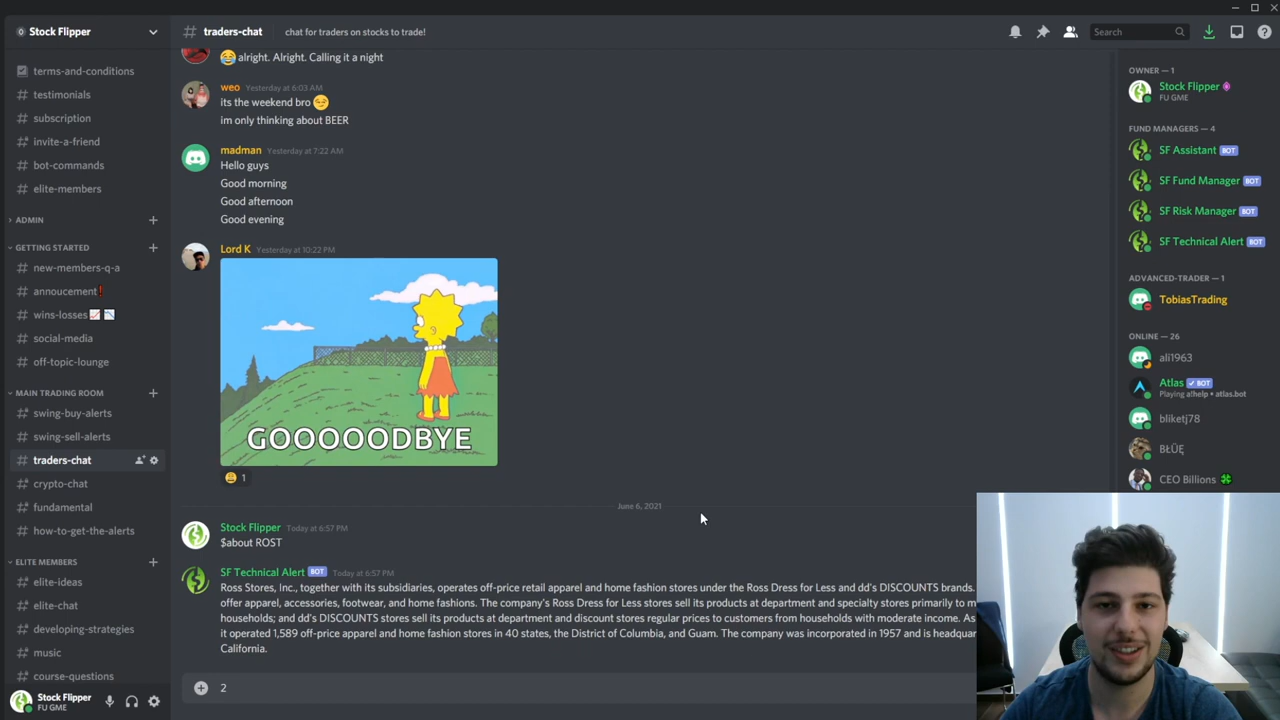 Stock Flipper
terms-and-conditions
testimonials
subscription
invite-a-friend
bot-commands
elite-members
ADMIN
GETTING STARTED
new-members-q-a
annoucement❗
wins-losses📈📉
social-media
off-topic-lounge
MAIN TRADING ROOM
swing-buy-alerts
swing-sell-alerts
traders-chat
crypto-chat
fundamental
how-to-get-the-alerts
ELITE MEMBERS
elite-ideas
elite-chat
developing-strategies
music
course-questions
Stock Flipper
FU GME
# traders-chat chat for traders on stocks to trade!
Search
😂 alright. Alright. Calling it a night
weo Yesterday at 6:03 AM
its the weekend bro 😏
im only thinking about BEER
madman Yesterday at 7:22 AM
Hello guys
Good morning
Good afternoon
Good evening
Lord K Yesterday at 10:22 PM
GOOOOODBYE
1
June 6, 2021
Stock Flipper Today at 6:57 PM
$about ROST
SF Technical Alert BOT Today at 6:57 PM
Ross Stores, Inc., together with its subsidiaries, operates off-price retail apparel and home fashion stores under the Ross Dress for Less and dd's DISCOUNTS brands.
offer apparel, accessories, footwear, and home fashions. The company's Ross Dress for Less stores sell its products at department and specialty stores primarily to
households; and dd's DISCOUNTS stores sell its products at department and discount stores regular prices to customers from households with moderate income. As
it operated 1,589 off-price apparel and home fashion stores in 40 states, the District of Columbia, and Guam. The company was incorporated in 1957 and is
California.
2
OWNER — 1
Stock Flipper
FU GME
FUND MANAGERS — 4
SF Assistant BOT
SF Fund Manager BOT
SF Risk Manager BOT
SF Technical Alert BOT
ADVANCED-TRADER — 1
TobiasTrading
ONLINE — 26
ali1963
Atlas ✓ BOT
Playing a!help • atlas.bot
bliketj78
BŁÜĘ
CEO Billions 🍀